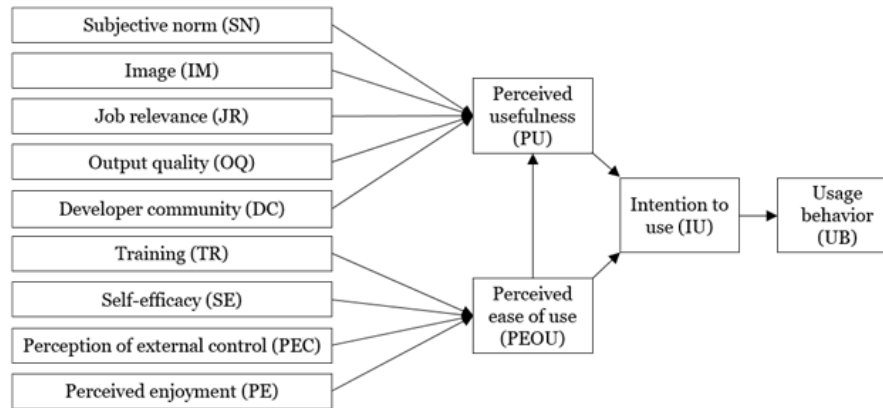 Subjective norm (SN)
Image (IM)
Job relevance (JR)
Output quality (OQ)
Developer community (DC)
Training (TR)
Self-efficacy (SE)
Perception of external control (PEC)
Perceived enjoyment (PE)
Perceived
usefulness
(PU)
Perceived
ease of use
(PEOU)
Intention to
use (IU)
Usage
behavior
(UB)